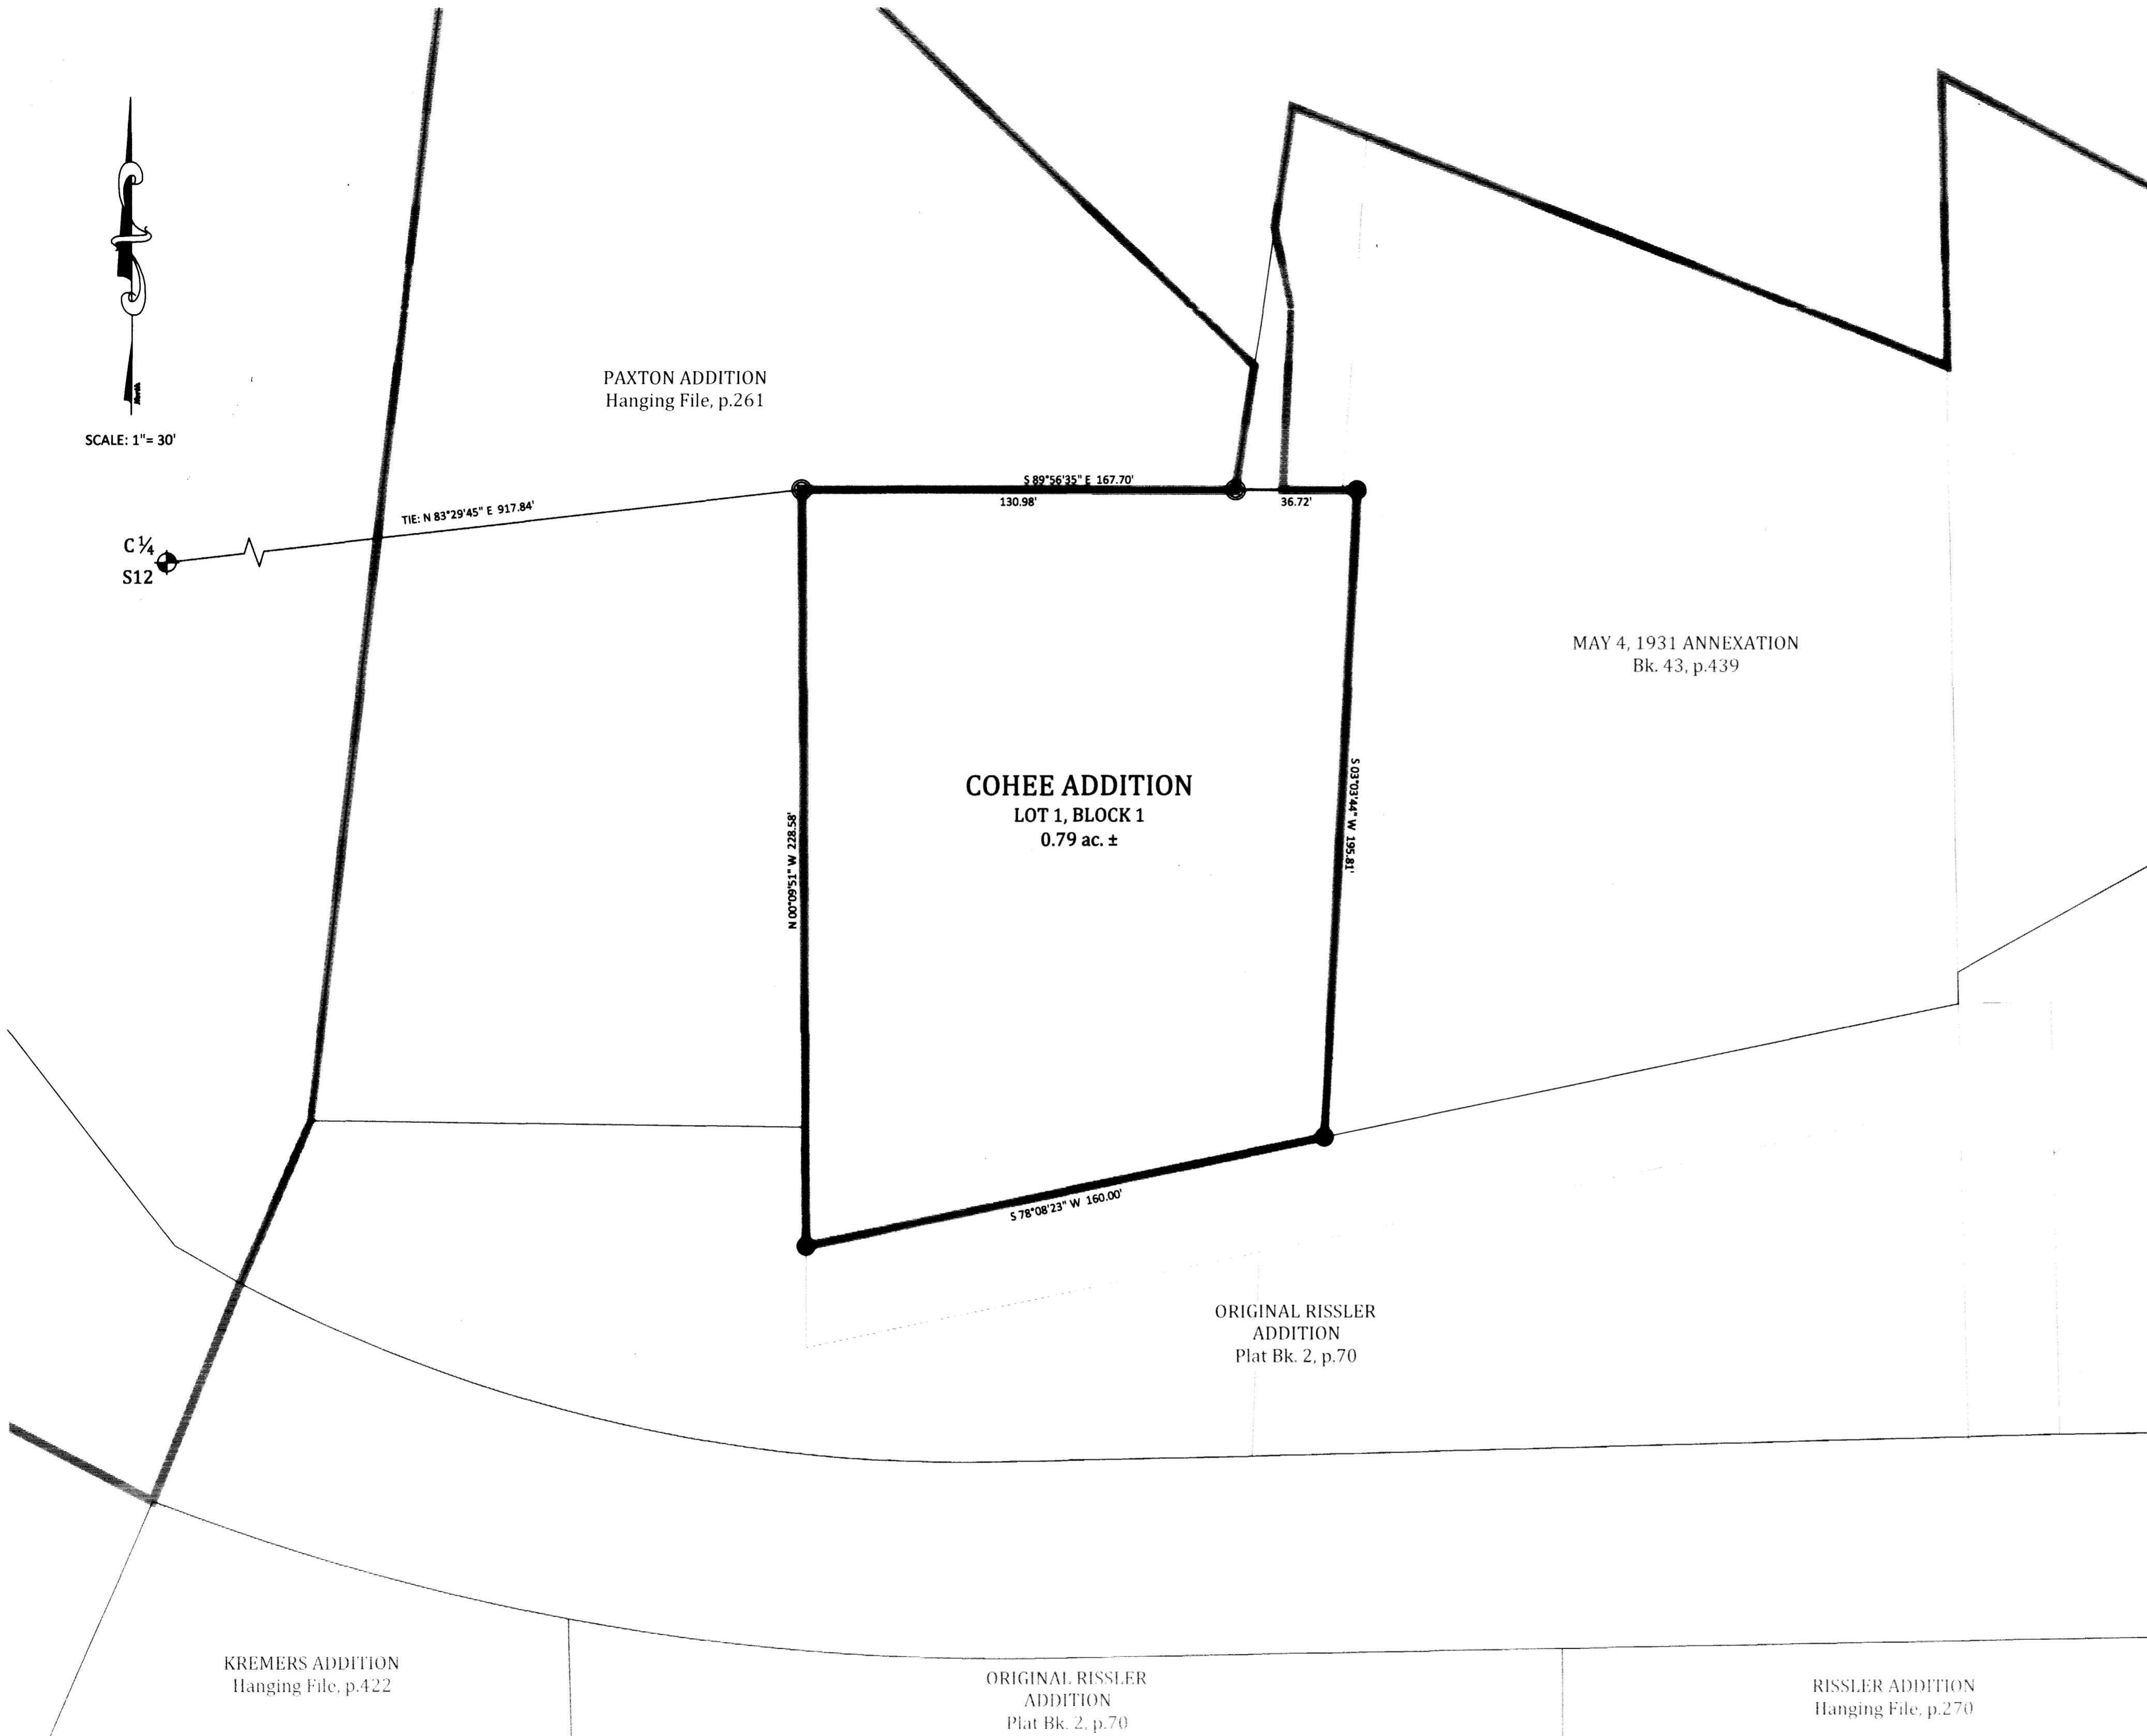 North
SCALE: 1"= 30'
PAXTON ADDITION
Hanging File, p.261
S 89°56'35" E 167.70'
130.98'
36.72'
TIE: N 83°29'45" E 917.84'
C ¼
S12
MAY 4, 1931 ANNEXATION
Bk. 43, p.439
COHEE ADDITION
LOT 1, BLOCK 1
0.79 ac. ±
N 00°09'51" W 228.58'
S 03°03'44" W 195.81'
S 78°08'23" W 160.00'
ORIGINAL RISSLER
ADDITION
Plat Bk. 2, p.70
KREMERS ADDITION
Hanging File, p.422
ORIGINAL RISSLER
ADDITION
Plat Bk. 2, p.70
RISSLER ADDITION
Hanging File, p.270